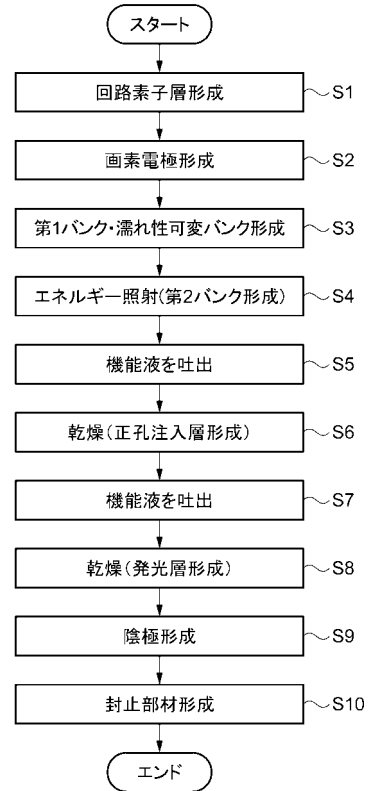 スタート
回路素子層形成 S1
画素電極形成 S2
第1バンク・濡れ性可変バンク形成 S3
エネルギー照射(第2バンク形成) S4
機能液を吐出 S5
乾燥(正孔注入層形成) S6
機能液を吐出 S7
乾燥(発光層形成) S8
陰極形成 S9
封止部材形成 S10
エンド